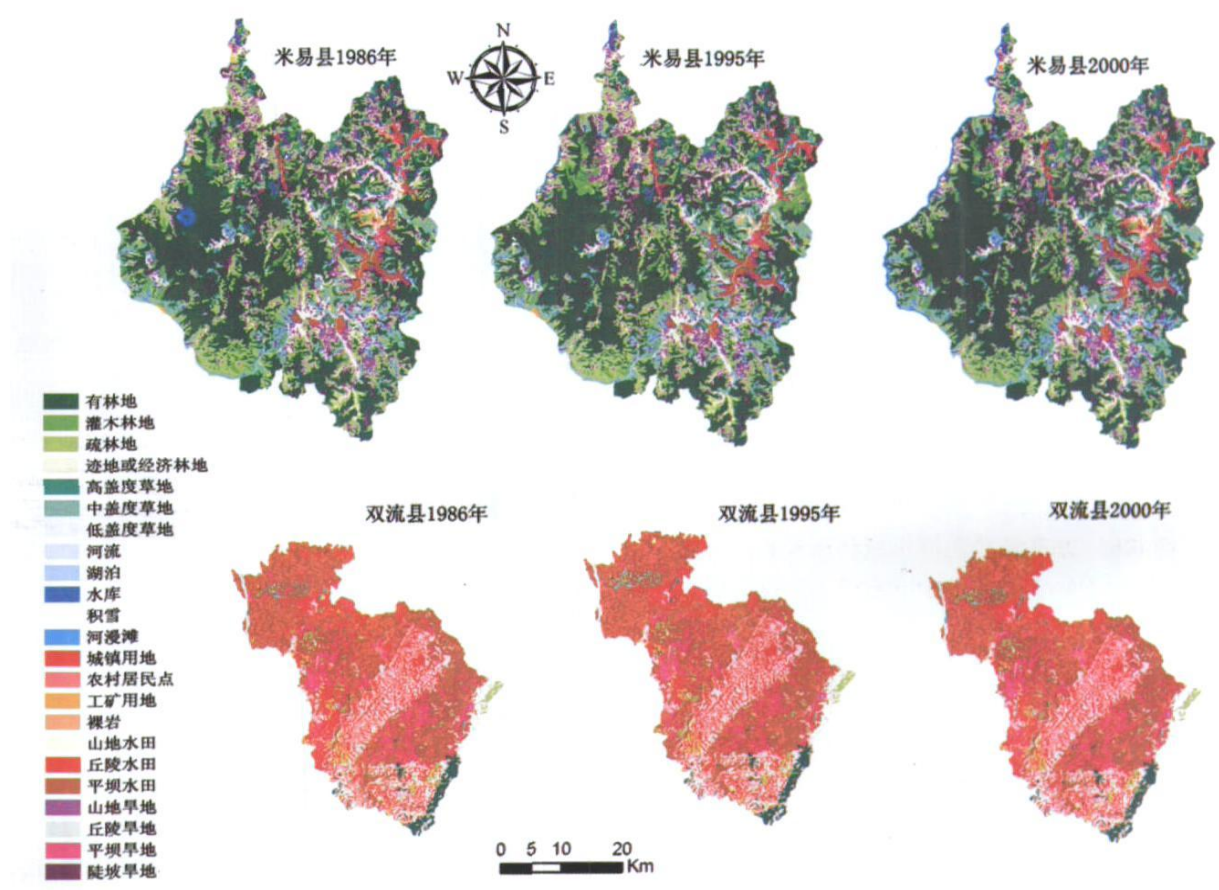 米易县1986年
N
W E
S
米易县1995年
米易县2000年
有林地
灌木林地
疏林地
迹地或经济林地
高盖度草地
中盖度草地
低盖度草地
河流
湖泊
水库
积雪
河漫滩
城镇用地
农村居民点
工矿用地
裸岩
山地水田
丘陵水田
平坝水田
山地旱地
丘陵旱地
平坝旱地
陡坡旱地
双流县1986年
双流县1995年
双流县2000年
0 5 10 20
Km